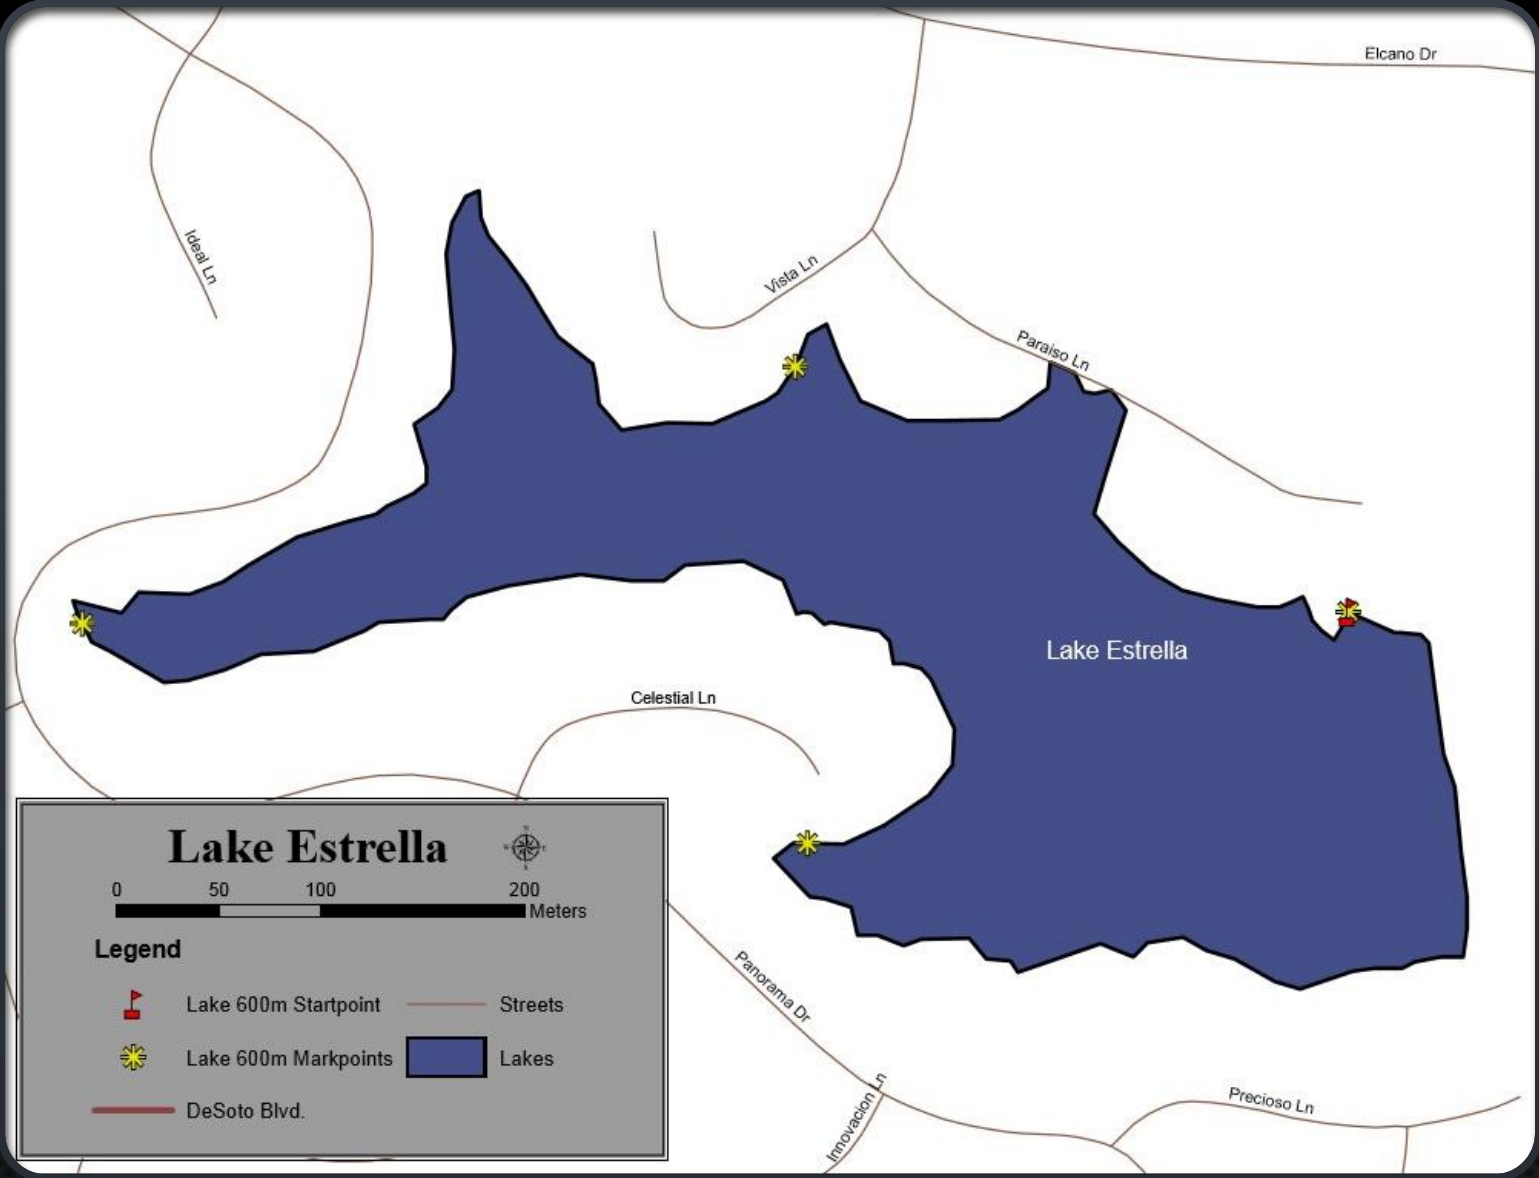 Elcano Dr
Ideal Ln
Vista Ln
Paraiso Ln
Lake Estrella
Celestial Ln
Lake Estrella
N
W E
S
0 50 100 200
Meters
Legend
Lake 600m Startpoint
Streets
Lake 600m Markpoints
Lakes
DeSoto Blvd.
Panorama Dr
Innovacion Ln
Precioso Ln